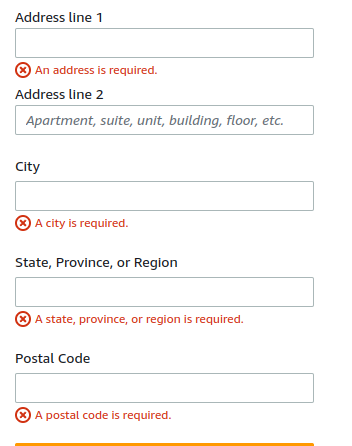 Address line 1
An address is required.
Address line 2
Apartment, suite, unit, building, floor, etc.
City
A city is required.
State, Province, or Region
A state, province, or region is required.
Postal Code
A postal code is required.